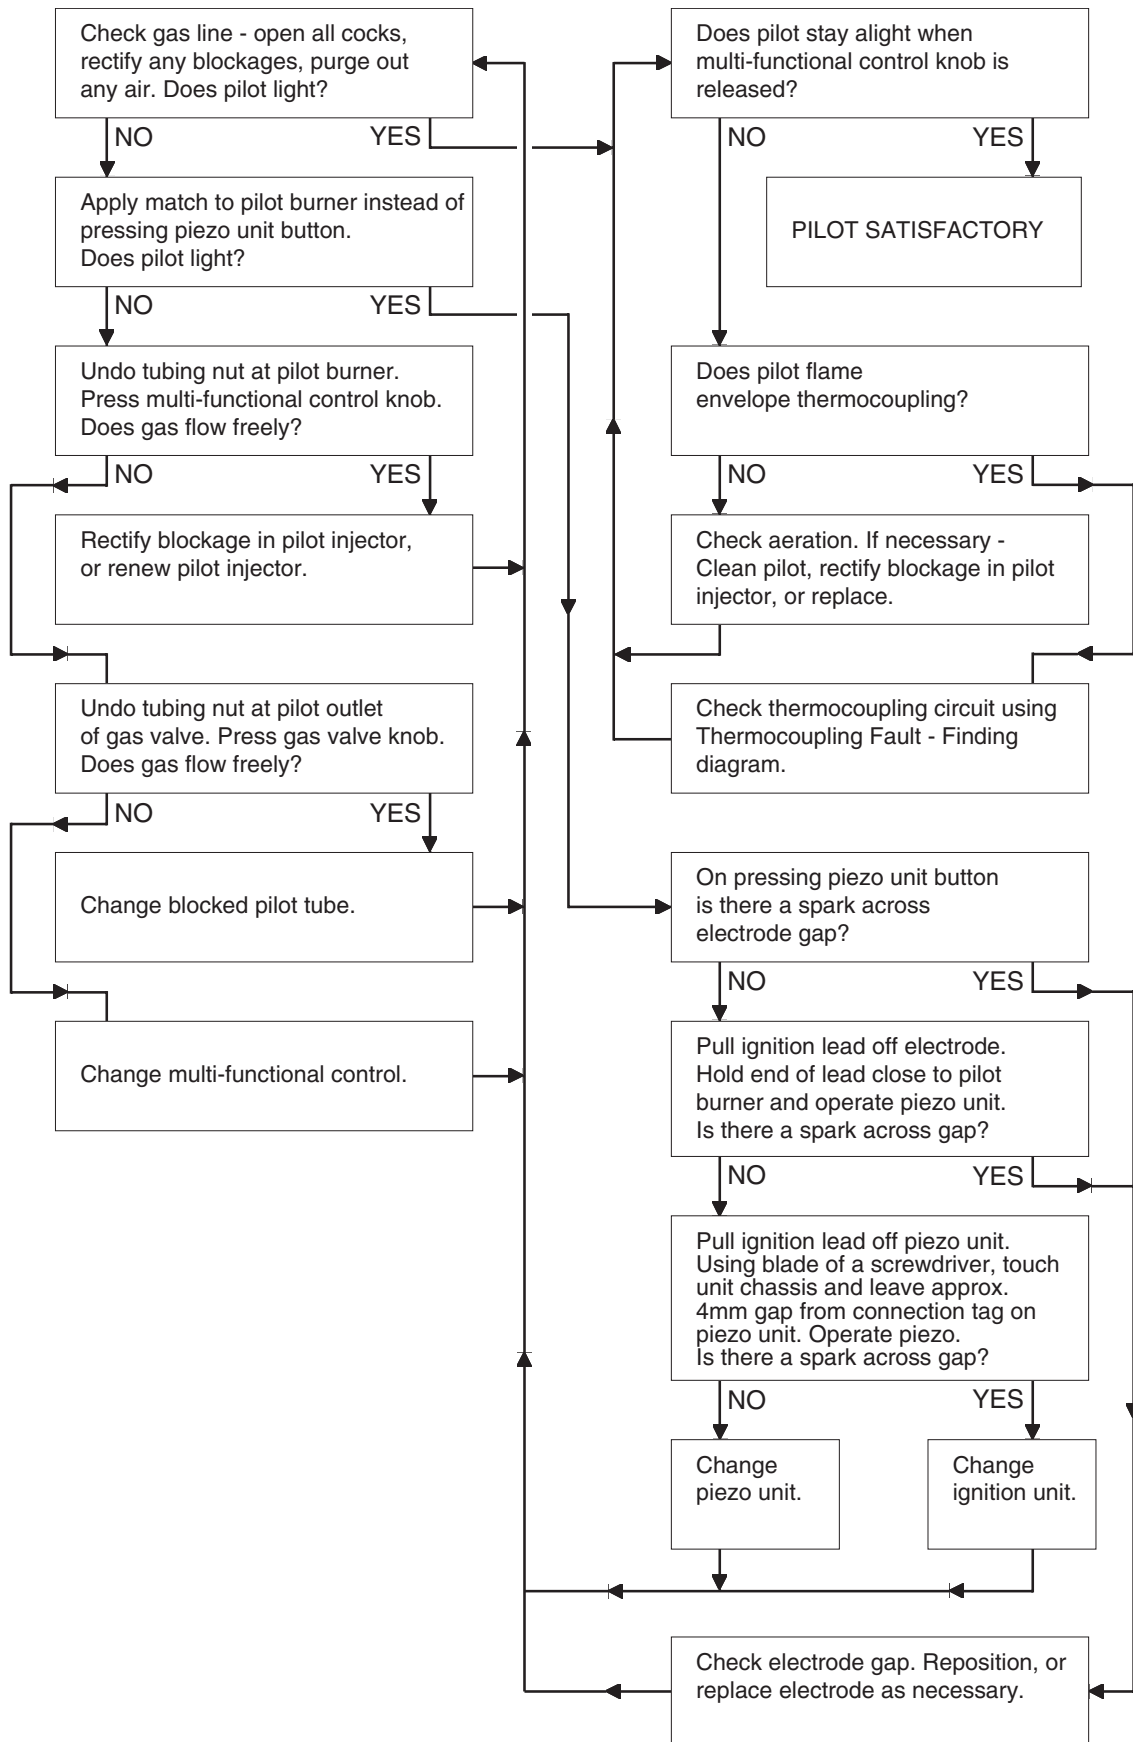 Check gas line - open all cocks,
rectify any blockages, purge out
any air. Does pilot light?
NO
YES
Apply match to pilot burner instead of
pressing piezo unit button.
Does pilot light?
NO
YES
Undo tubing nut at pilot burner.
Press multi-functional control knob.
Does gas flow freely?
NO
YES
Rectify blockage in pilot injector,
or renew pilot injector.
Undo tubing nut at pilot outlet
of gas valve. Press gas valve knob.
Does gas flow freely?
NO
YES
Change blocked pilot tube.
Change multi-functional control.
Does pilot stay alight when
multi-functional control knob is
released?
NO
YES
PILOT SATISFACTORY
Does pilot flame
envelope thermocoupling?
NO
YES
Check aeration. If necessary -
Clean pilot, rectify blockage in pilot
injector, or replace.
Check thermocoupling circuit using
Thermocoupling Fault - Finding
diagram.
On pressing piezo unit button
is there a spark across
electrode gap?
NO
YES
Pull ignition lead off electrode.
Hold end of lead close to pilot
burner and operate piezo unit.
Is there a spark across gap?
NO
YES
Pull ignition lead off piezo unit.
Using blade of a screwdriver, touch
unit chassis and leave approx.
4mm gap from connection tag on
piezo unit. Operate piezo.
Is there a spark across gap?
NO
YES
Change
piezo unit.
Change
ignition unit.
Check electrode gap. Reposition, or
replace electrode as necessary.